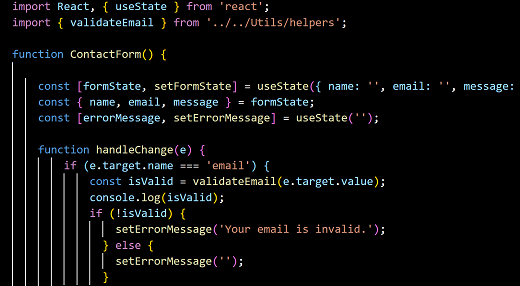 import React, { useState } from 'react';
import { validateEmail } from '../../Utils/helpers';
function ContactForm() {
const [formState, setFormState] = useState({ name: '', email: '', message:
const { name, email, message } = formState;
const [errorMessage, setErrorMessage] = useState('');
function handleChange(e) {
if (e.target.name === 'email') {
const isValid = validateEmail(e.target.value);
console.log(isValid);
if (!isValid) {
setErrorMessage('Your email is invalid.');
} else {
setErrorMessage('');
}